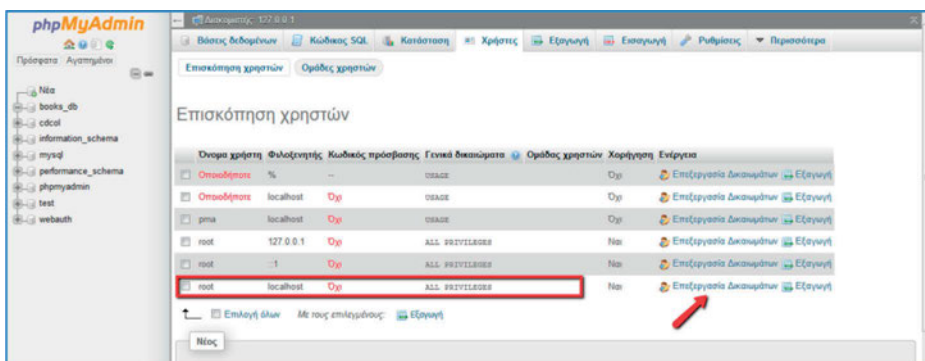 phpMyAdmin
Πρόσφατα Αγαπημένοι
Νέα
books_db
cdcol
information_schema
mysql
performance_schema
phpmyadmin
test
webauth
Διακομιστής: 127.0.0.1
Βάσεις δεδομένων Κώδικας SQL Κατάσταση Χρήστες Εξαγωγή Εισαγωγή Ρυθμίσεις Περισσότερα
Επισκόπηση χρηστών Ομάδες χρηστών
Επισκόπηση χρηστών
Όνομα χρήστη Φιλοξενητής Κωδικός πρόσβασης Γενικά δικαιώματα Ομάδας χρηστών Χορήγηση Ενέργεια
Οποιοδήποτε % -- USAGE Όχι Επεξεργασία Δικαιωμάτων Εξαγωγή
Οποιοδήποτε localhost Όχι USAGE Όχι Επεξεργασία Δικαιωμάτων Εξαγωγή
pma localhost Όχι USAGE Όχι Επεξεργασία Δικαιωμάτων Εξαγωγή
root 127.0.0.1 Όχι ALL PRIVILEGES Ναι Επεξεργασία Δικαιωμάτων Εξαγωγή
root ::1 Όχι ALL PRIVILEGES Ναι Επεξεργασία Δικαιωμάτων Εξαγωγή
root localhost Όχι ALL PRIVILEGES Ναι Επεξεργασία Δικαιωμάτων Εξαγωγή
Επιλογή όλων Με τους επιλεγμένους: Εξαγωγή
Νέος